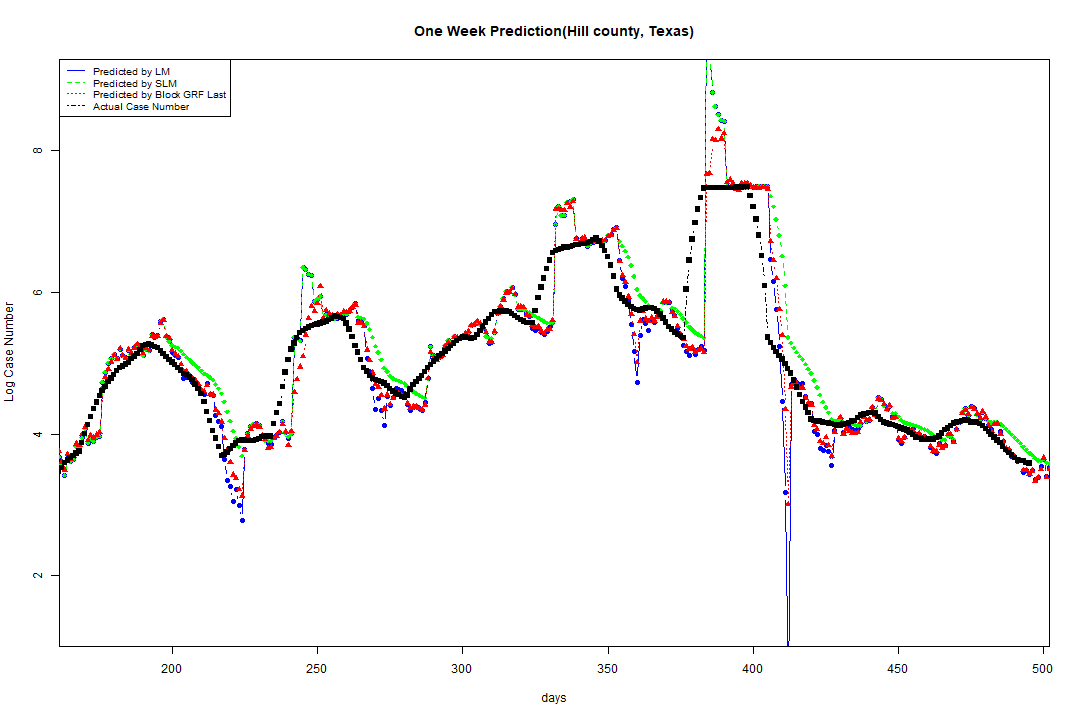 One Week Prediction(Hill county, Texas)
Predicted by LM
Predicted by SLM
Predicted by Block GRF Last
Actual Case Number
Log Case Number
8
6
4
2
200 250 300 350 400 450 500
days